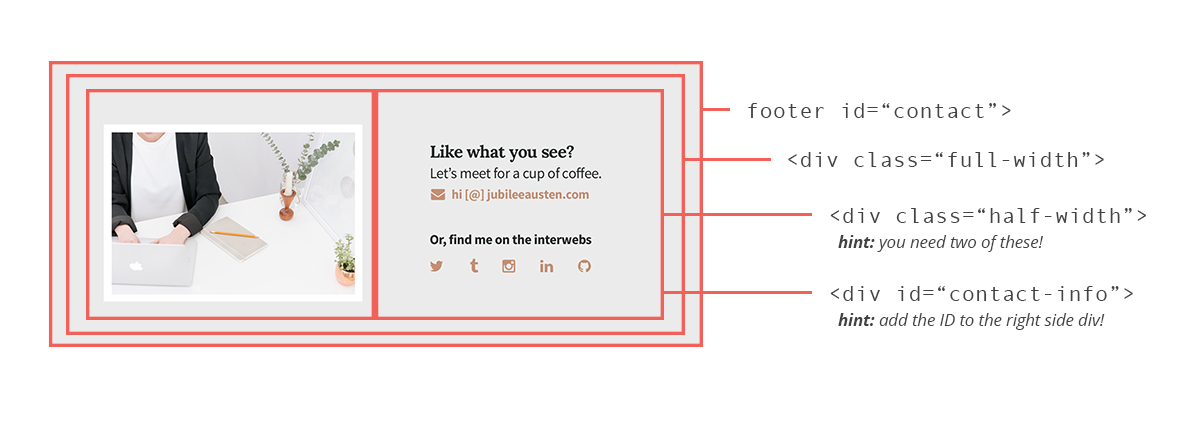 Like what you see?
Let’s meet for a cup of coffee.
hi [@] jubileeausten.com
Or, find me on the interwebs
footer id=“contact”>
<div class=“full-width”>
<div class=“half-width”>
hint: you need two of these!
<div id=“contact-info”>
hint: add the ID to the right side div!